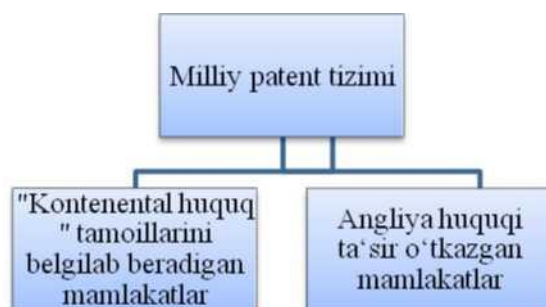 Milliy patent tizimi
"Kontenental huquq
" tamoillarini
belgilab beradigan
mamlakatlar
Angliya huquqi
ta‘sir o‘tkazgan
mamlakatlar